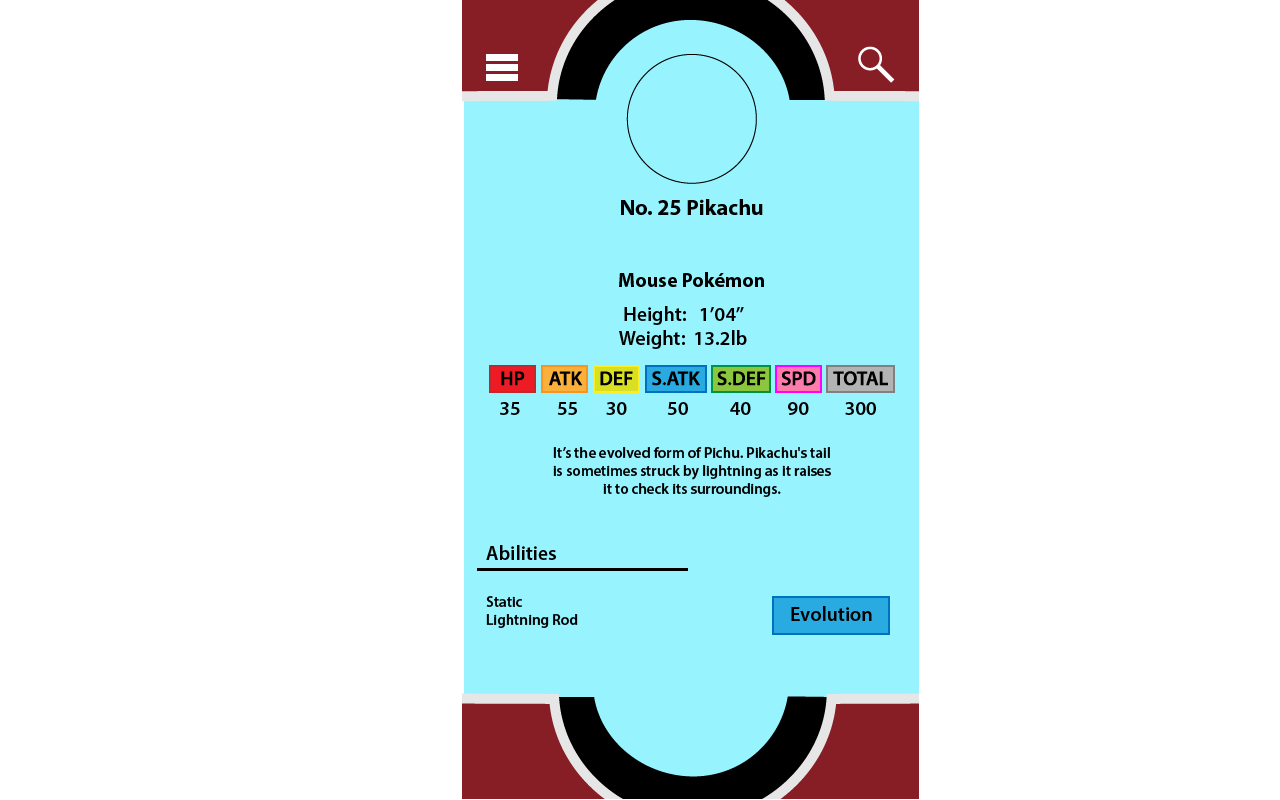 No. 25 Pikachu
Mouse Pokémon
Height: 1’04”
Weight: 13.2lb
HP ATK DEF S.ATK S.DEF SPD TOTAL
35 55 30 50 40 90 300
It’s the evolved form of Pichu. Pikachu's tail
is sometimes struck by lightning as it raises
it to check its surroundings.
Abilities
Static
Lightning Rod
Evolution